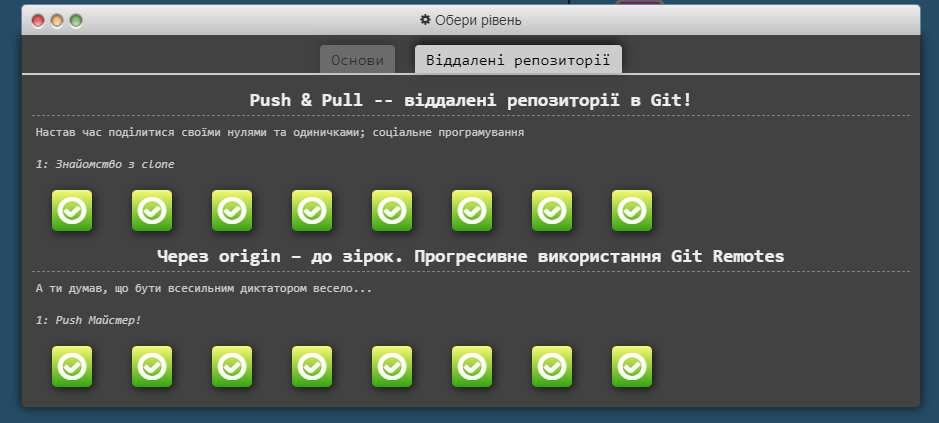 Обери рівень
Основи
Віддалені репозиторії
Push & Pull -- віддалені репозиторії в Git!
Настав час поділитися своїми нулями та одиничками; соціальне програмування
1: Знайомство з clone
Через origin – до зірок. Прогресивне використання Git Remotes
А ти думав, що бути всесильним диктатором весело...
1: Push Майстер!